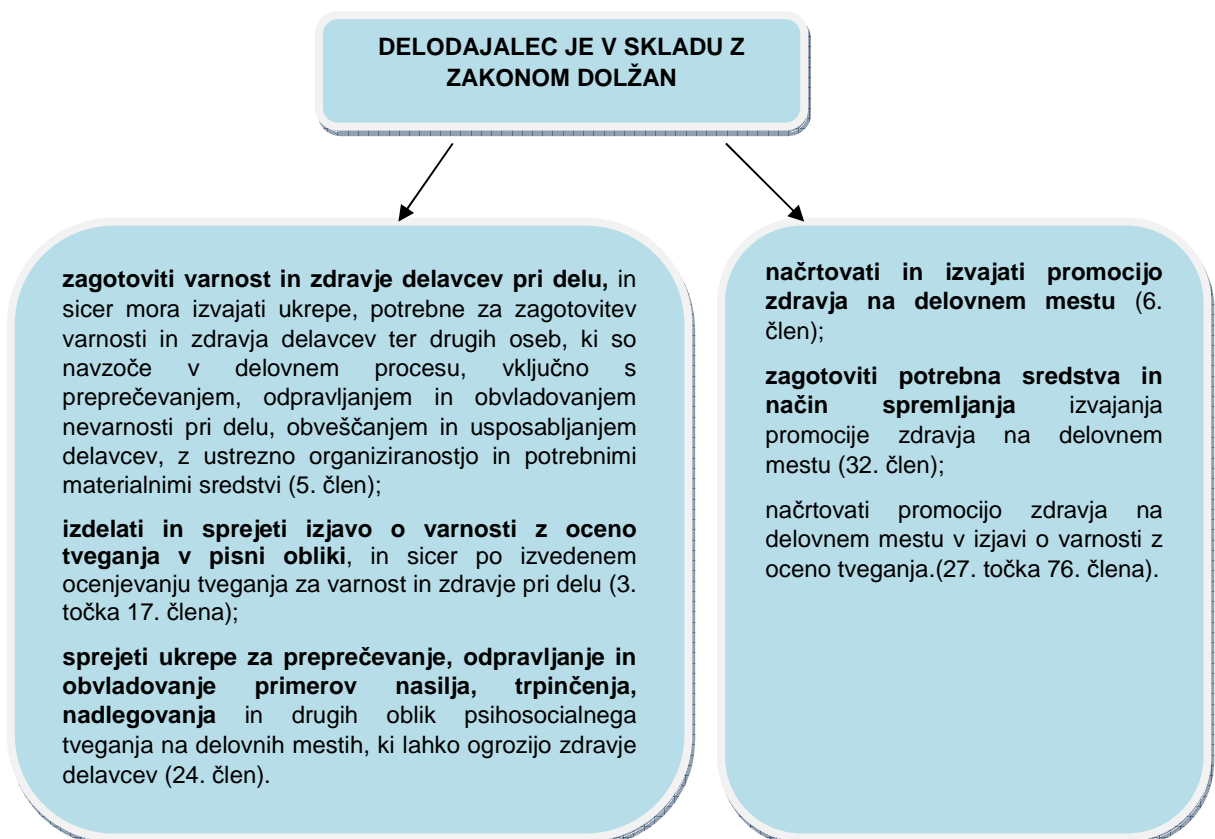 DELODAJALEC JE V SKLADU Z
ZAKONOM DOLŽAN
zagotoviti varnost in zdravje delavcev pri delu, in
sicer mora izvajati ukrepe, potrebne za zagotovitev
varnosti in zdravja delavcev ter drugih oseb, ki so
navzoče v delovnem procesu, vključno s
preprečevanjem, odpravljanjem in obvladovanjem
nevarnosti pri delu, obveščanjem in usposabljanjem
delavcev, z ustrezno organiziranostjo in potrebnimi
materialnimi sredstvi (5. člen);
izdelati in sprejeti izjavo o varnosti z oceno
tveganja v pisni obliki, in sicer po izvedenem
ocenjevanju tveganja za varnost in zdravje pri delu (3.
točka 17. člena);
sprejeti ukrepe za preprečevanje, odpravljanje in
obvladovanje primerov nasilja, trpinčenja,
nadlegovanja in drugih oblik psihosocialnega
tveganja na delovnih mestih, ki lahko ogrozijo zdravje
delavcev (24. člen).
načrtovati in izvajati promocijo
zdravja na delovnem mestu (6.
člen);
zagotoviti potrebna sredstva in
način spremljanja izvajanja
promocije zdravja na delovnem
mestu (32. člen);
načrtovati promocijo zdravja na
delovnem mestu v izjavi o varnosti z
oceno tveganja.(27. točka 76. člena).